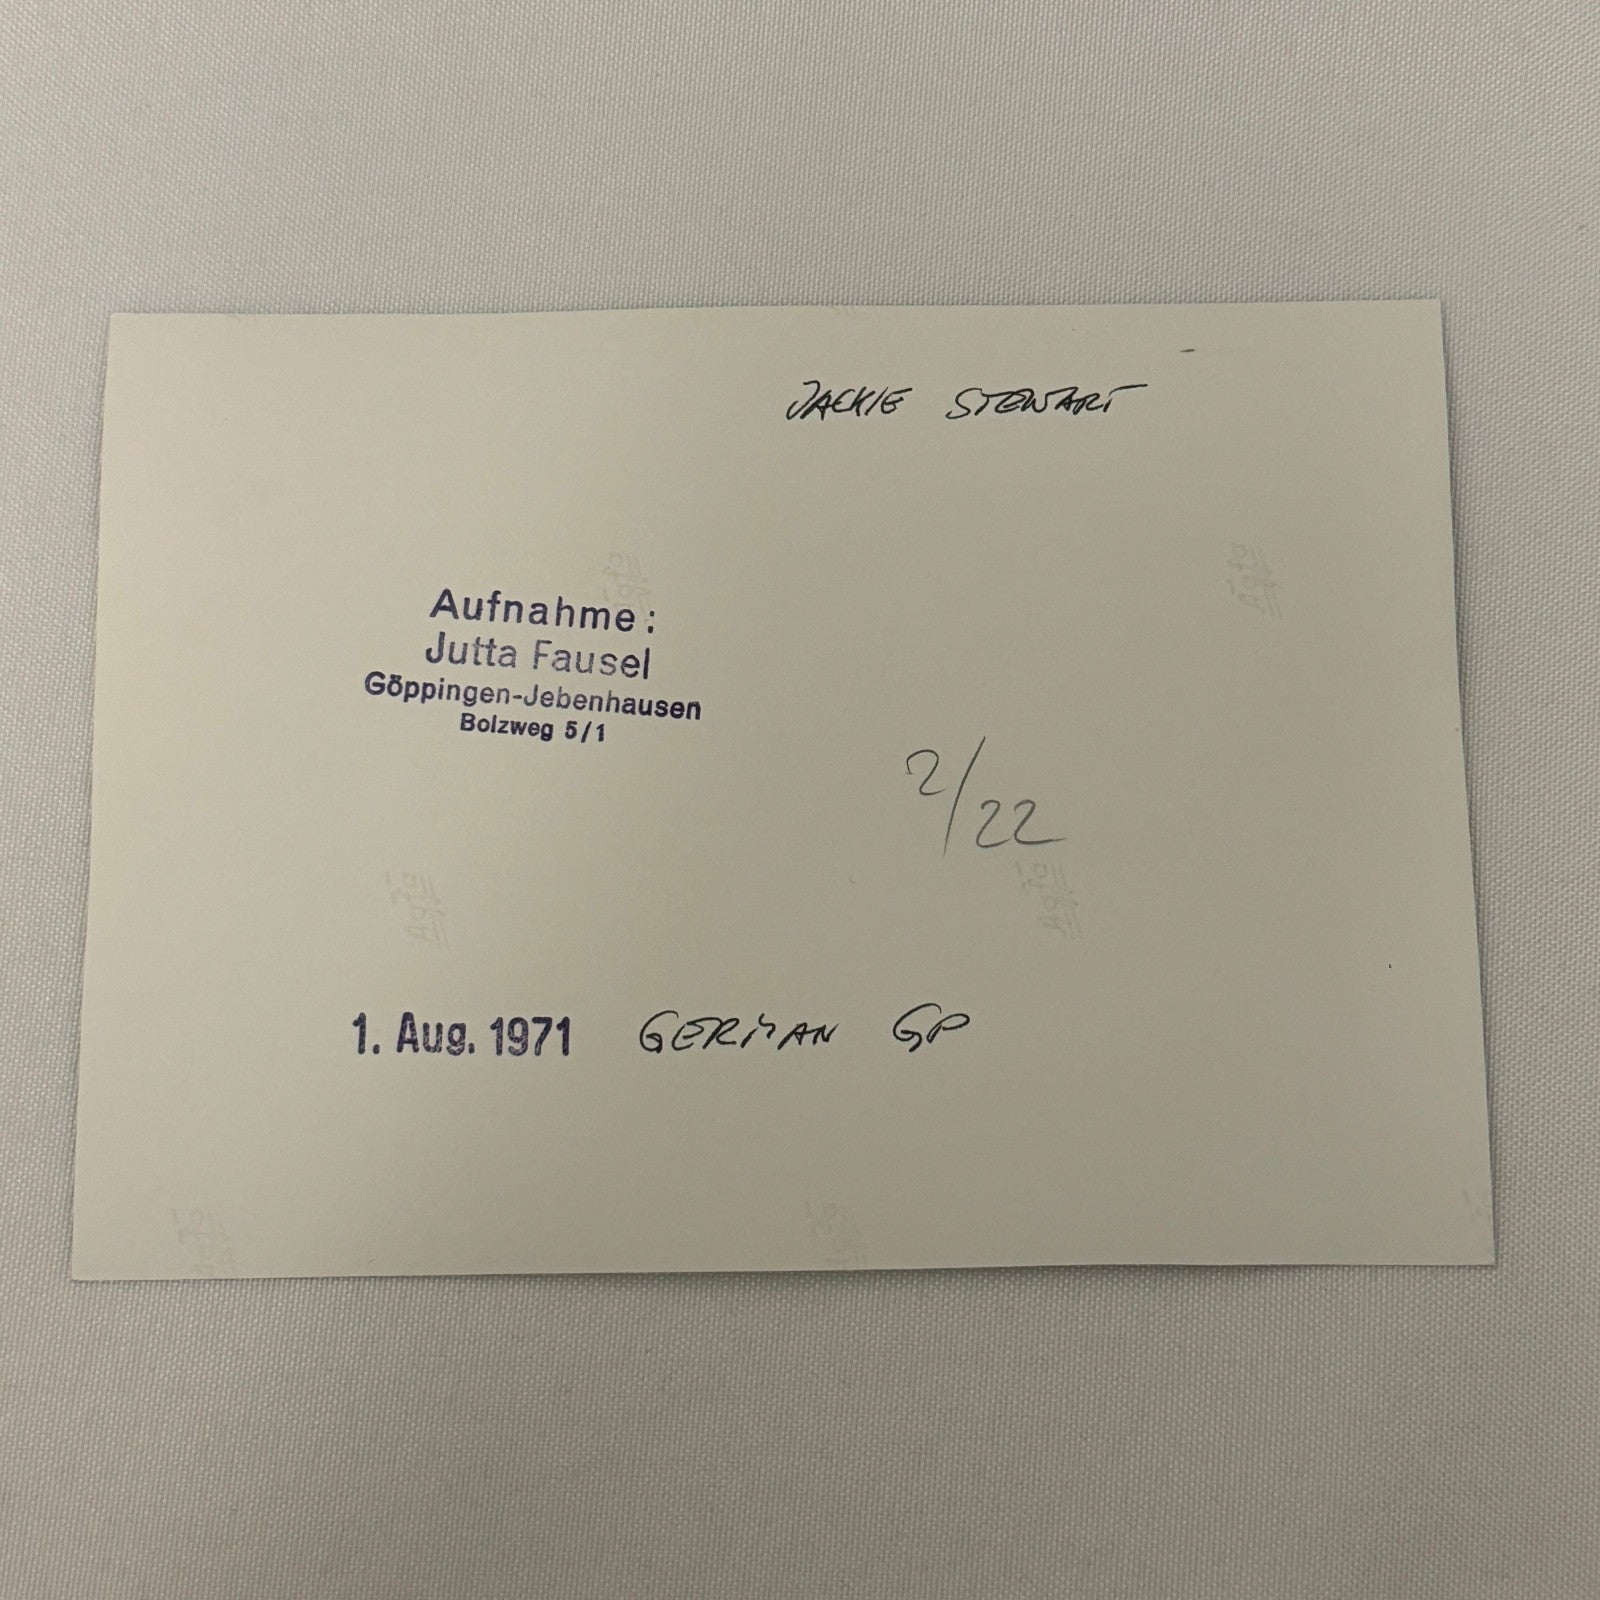 JACKIE STEWART
Aufnahme:
Jutta Fausel
Göppingen-Jebenhausen
Bolzweg 5/1
2/22
1. Aug. 1971 GERMAN GP